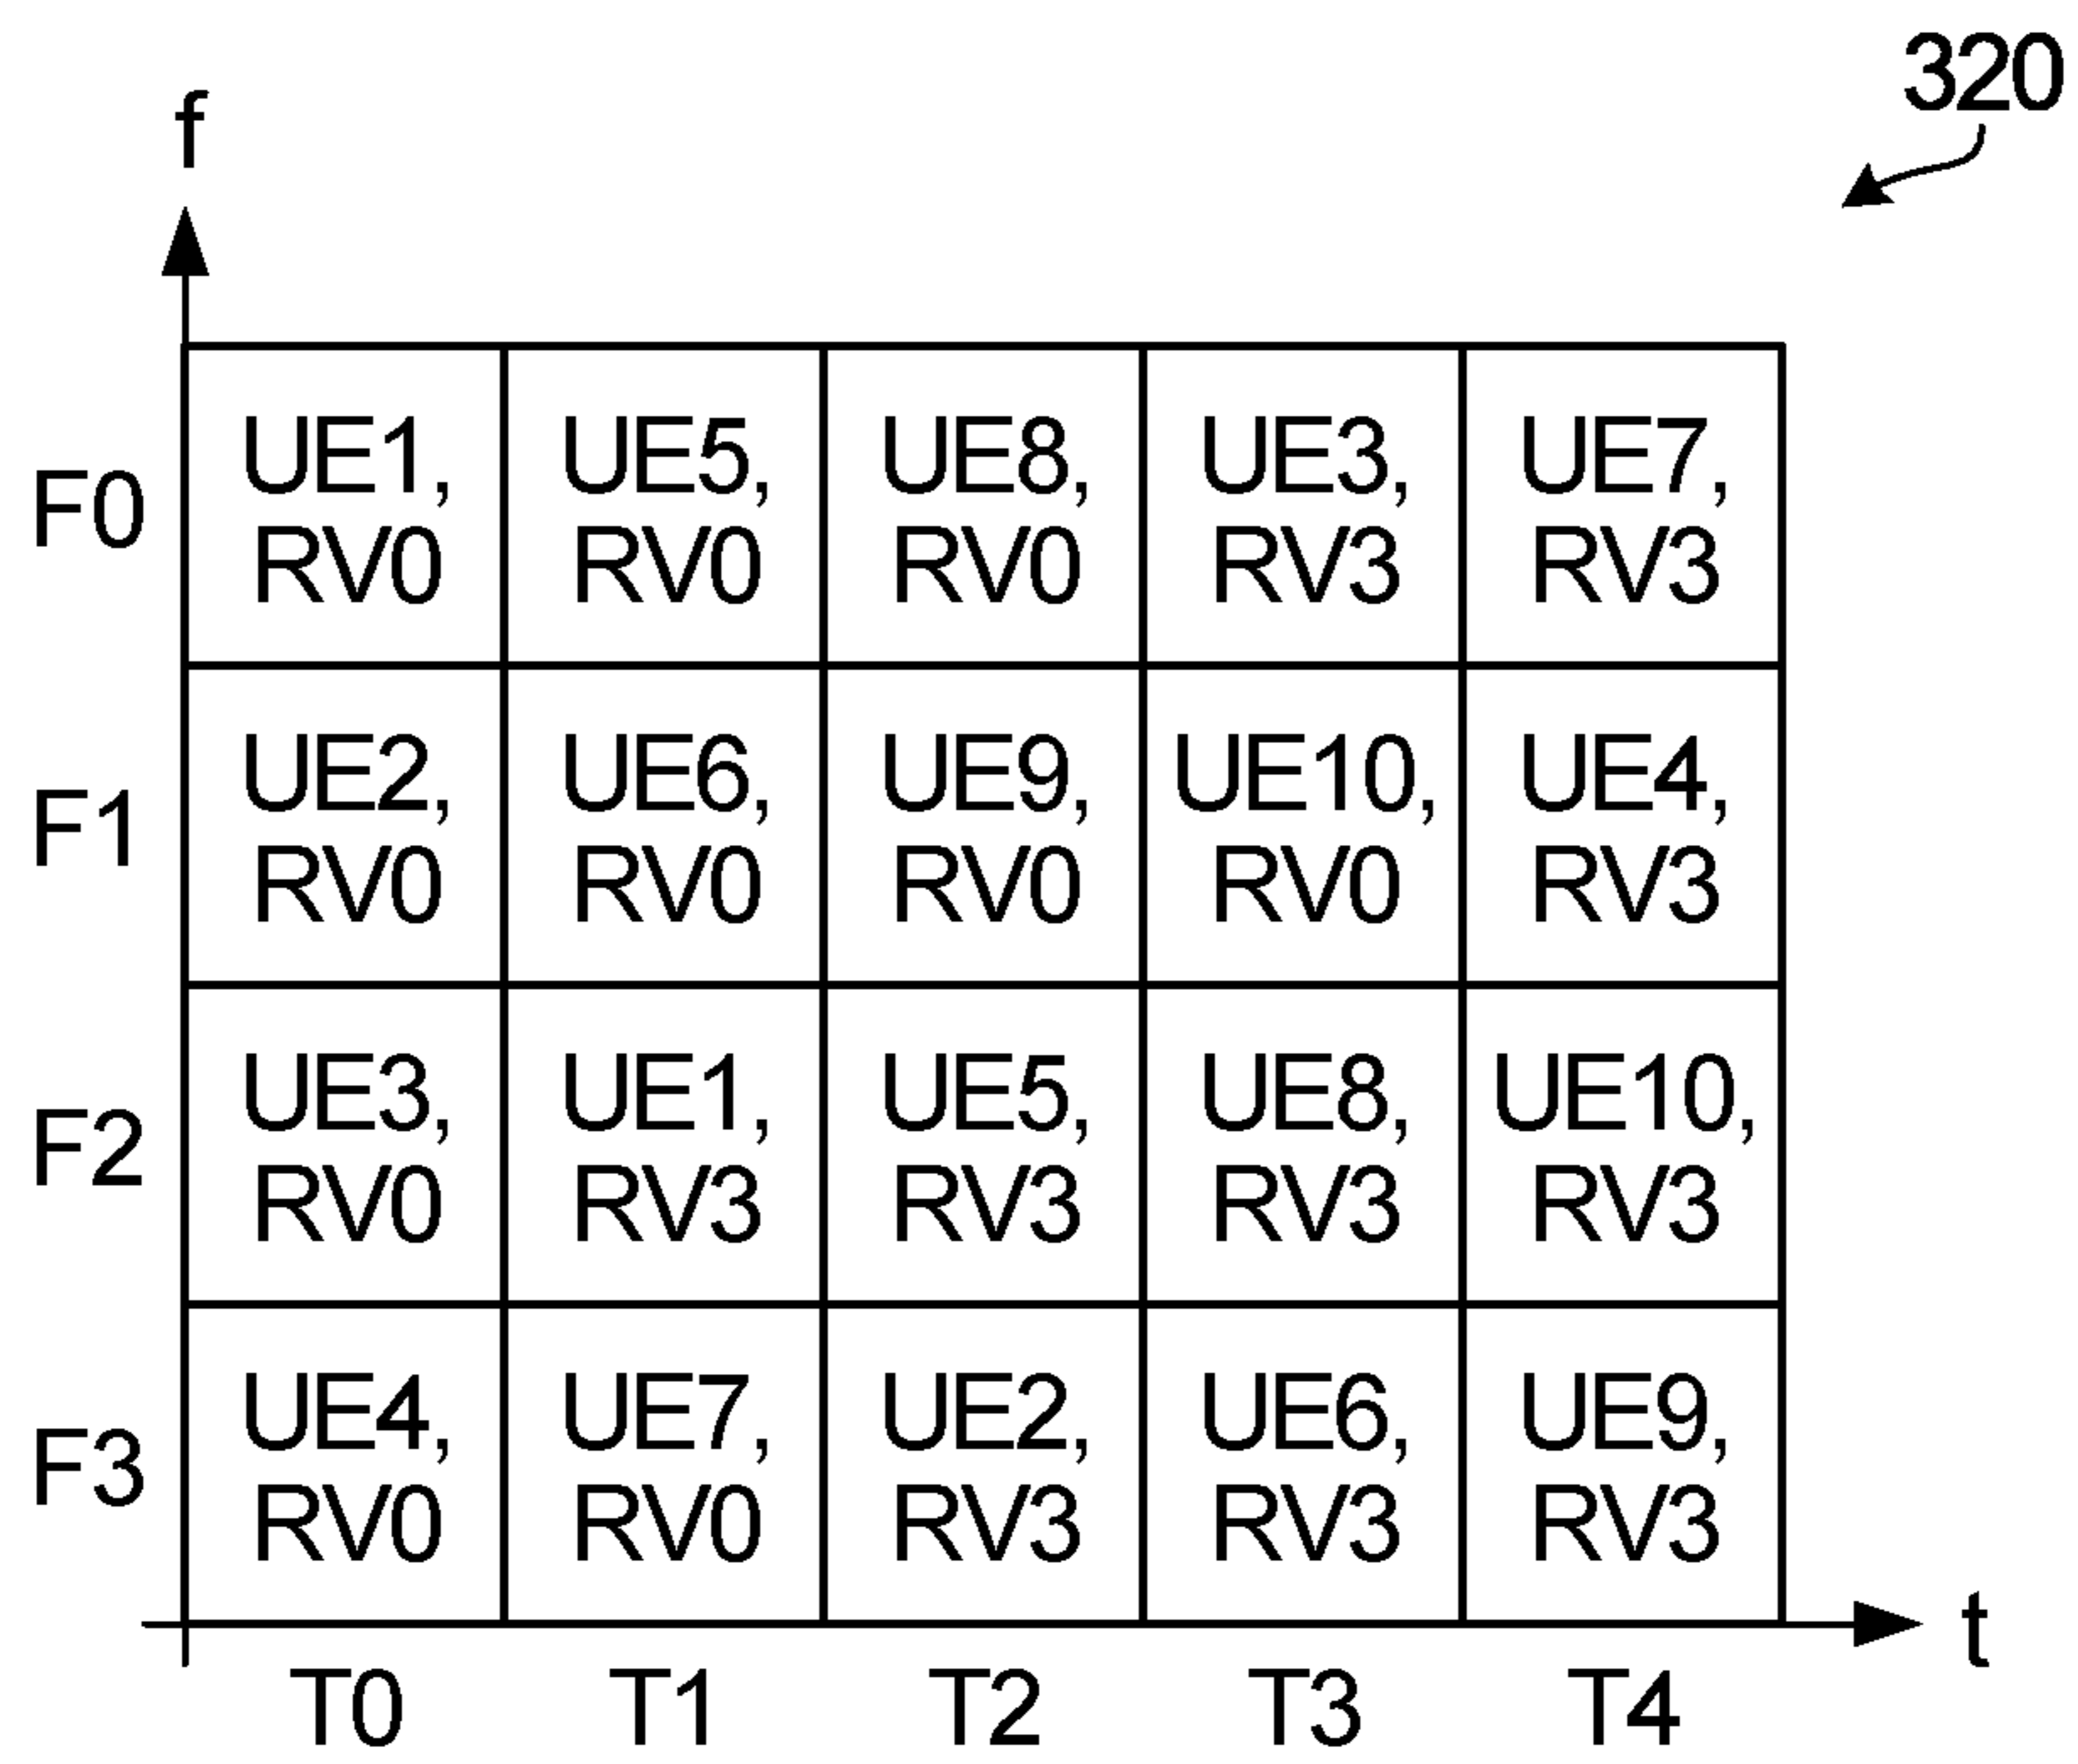 320
f
F0
UE1,
RV0
UE5,
RV0
UE8,
RV0
UE3,
RV3
UE7,
RV3
F1
UE2,
RV0
UE6,
RV0
UE9,
RV0
UE10,
RV0
UE4,
RV3
F2
UE3,
RV0
UE1,
RV3
UE5,
RV3
UE8,
RV3
UE10,
RV3
F3
UE4,
RV0
UE7,
RV0
UE2,
RV3
UE6,
RV3
UE9,
RV3
t
T0
T1
T2
T3
T4